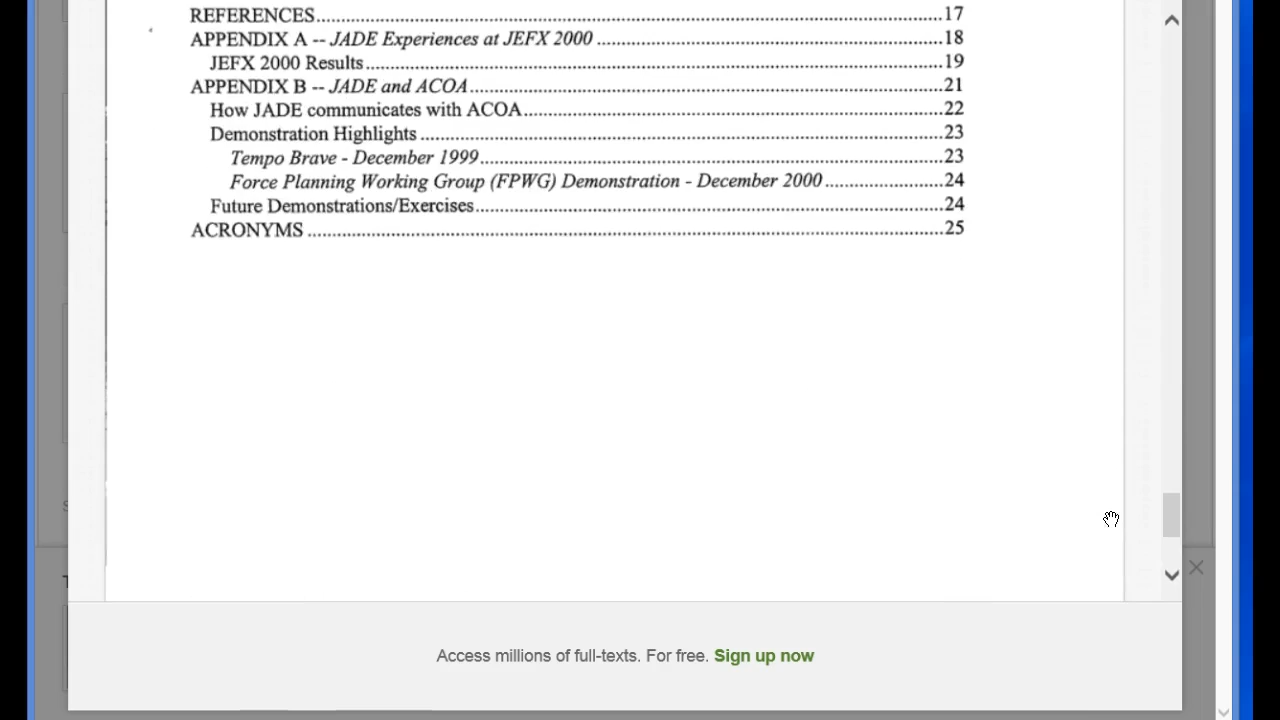 REFERENCES..........17
APPENDIX A -- JADE Experiences at JEFX 2000..........18
JEFX 2000 Results..........19
APPENDIX B -- JADE and ACOA..........21
How JADE communicates with ACOA..........22
Demonstration Highlights..........23
Tempo Brave - December 1999..........23
Force Planning Working Group (FPWG) Demonstration - December 2000..........24
Future Demonstrations/Exercises..........24
ACRONYMS..........25
Access millions of full-texts. For free. Sign up now